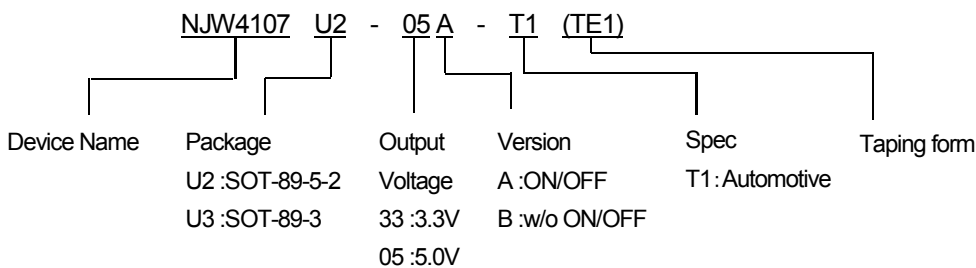 NJW4107 U2 - 05 A - T1 (TE1)
Device Name
Package
U2 :SOT-89-5-2
U3 :SOT-89-3
Output
Voltage
33 :3.3V
05 :5.0V
Version
A :ON/OFF
B :w/o ON/OFF
Spec
T1:Automotive
Taping form